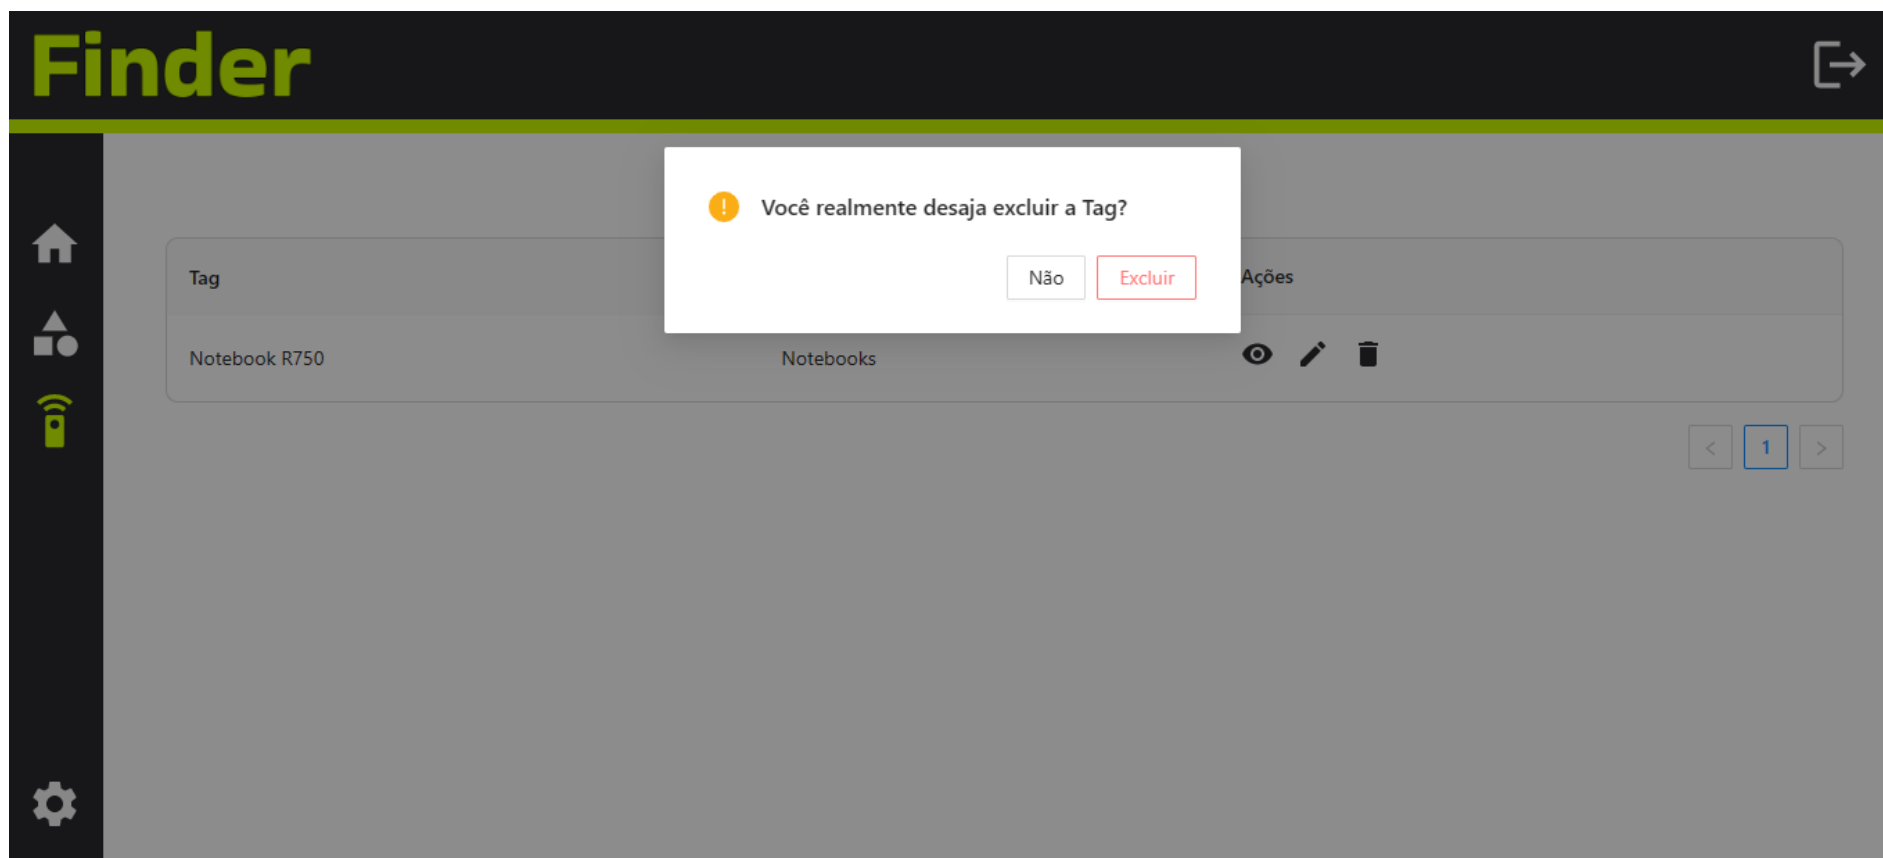 Finder
Você realmente desaja excluir a Tag?
Não Excluir
Tag Ações
Notebook R750 Notebooks
< 1 >